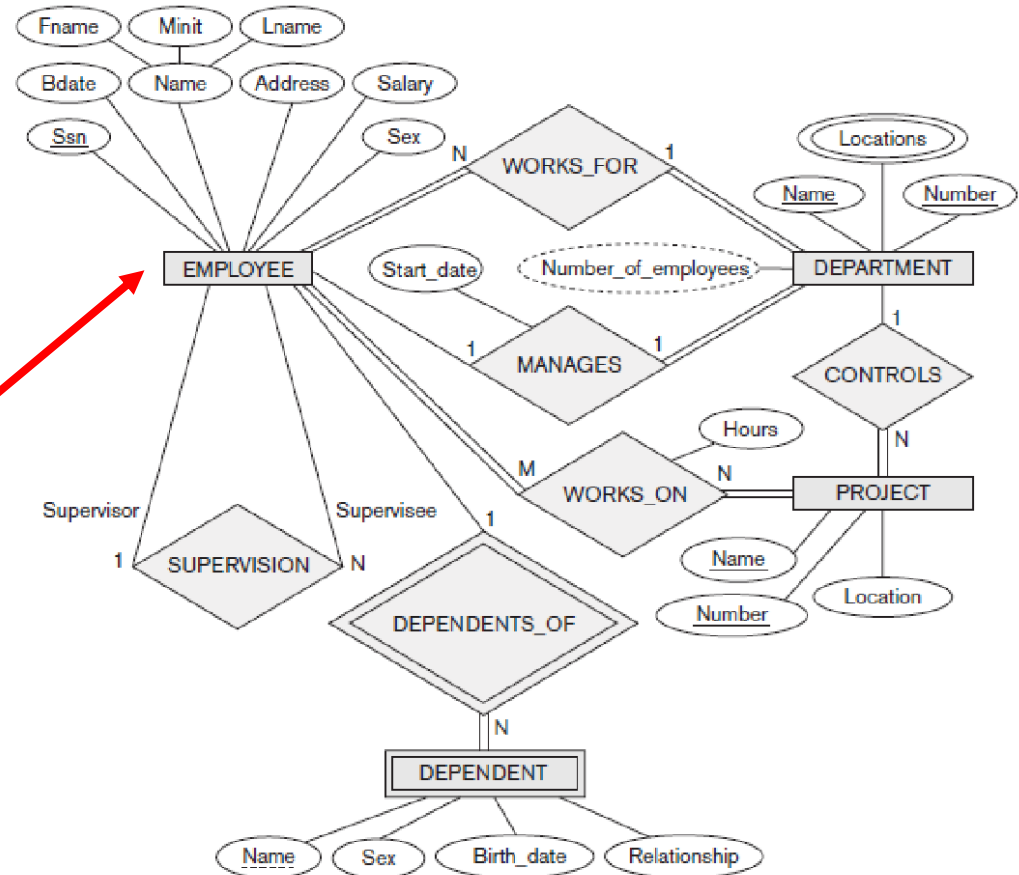 Fname Minit Lname
Bdate Name Address Salary
Ssn Sex
N WORKS_FOR 1
Locations
Name Number
EMPLOYEE Start_date Number_of_employees DEPARTMENT
1 MANAGES 1
1
CONTROLS
N
Hours
M WORKS_ON N
PROJECT
Supervisor Supervisee
1 SUPERVISION N
1
Name
Number Location
DEPENDENTS_OF
N
DEPENDENT
Name Sex Birth_date Relationship